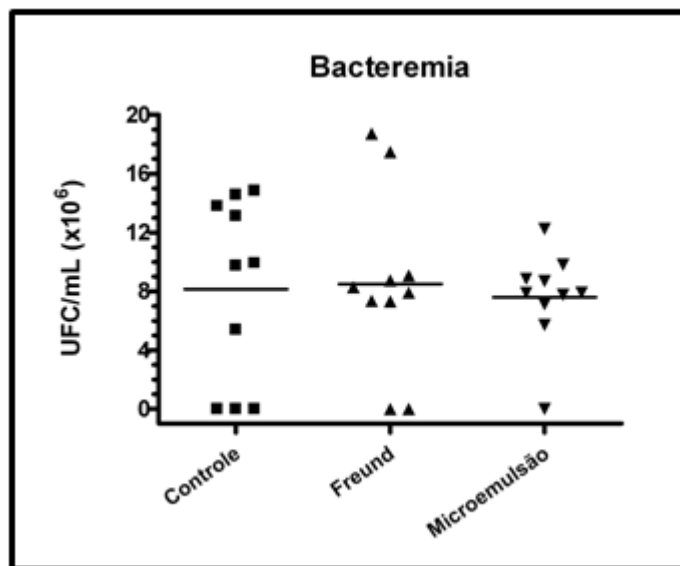 Bacteremia
UFC/mL (x10⁶)
20
16
12
8
4
0
Controle
Freund
Microemulsão